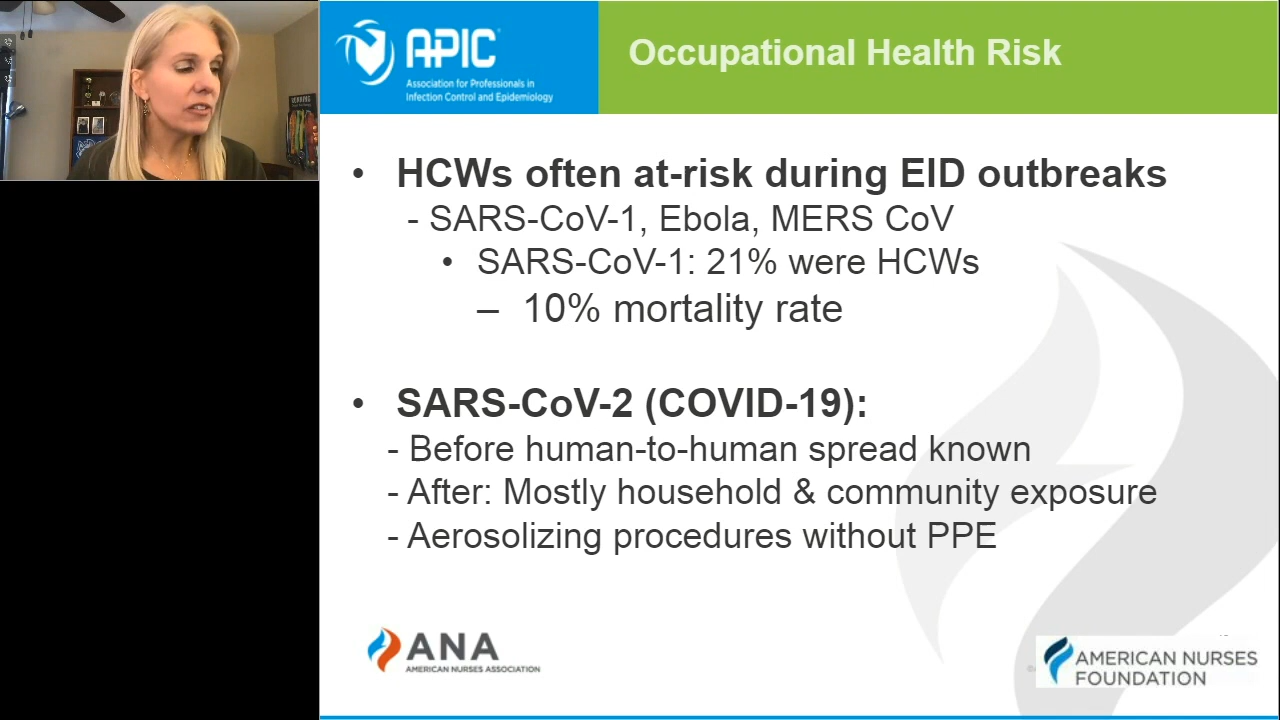 APIC
Association for Professionals in
Infection Control and Epidemiology
Occupational Health Risk
• HCWs often at-risk during EID outbreaks
- SARS-CoV-1, Ebola, MERS CoV
• SARS-CoV-1: 21% were HCWs
– 10% mortality rate
• SARS-CoV-2 (COVID-19):
- Before human-to-human spread known
- After: Mostly household & community exposure
- Aerosolizing procedures without PPE
ANA
AMERICAN NURSES ASSOCIATION
AMERICAN NURSES
FOUNDATION